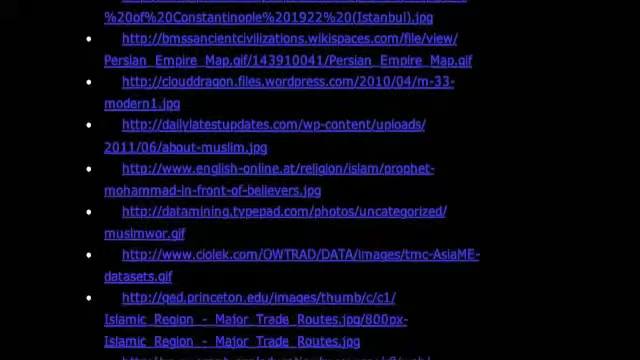 %20of%20Constantinople%201922%20(Istanbul).jpg
http://bmssancientcivilizations.wikispaces.com/file/view/
Persian_Empire_Map.gif/143910041/Persian_Empire_Map.gif
http://clouddragon.files.wordpress.com/2010/04/m-33-
modern1.jpg
http://dailylatestupdates.com/wp-content/uploads/
2011/06/about-muslim.jpg
http://www.english-online.at/religion/islam/prophet-
mohammad-in-front-of-believers.jpg
http://datamining.typepad.com/photos/uncategorized/
muslmwor.gif
http://www.ciolek.com/OWTRAD/DATA/images/tmc-AsiaME-
datasets.gif
http://qed.princeton.edu/images/thumb/c/c1/
Islamic_Region_-_Major_Trade_Routes.jpg/800px-
Islamic_Region_-_Major_Trade_Routes.jpg